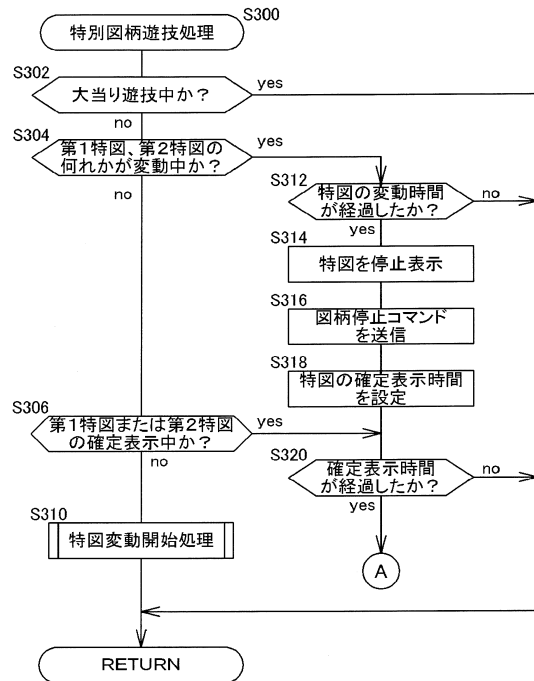 S300
特別図柄遊技処理
S302
大当り遊技中か？
yes
no
S304
第1特図、第2特図の
何れかが変動中か？
yes
no
S312
特図の変動時間
が経過したか？
no
yes
S314
特図を停止表示
S316
図柄停止コマンド
を送信
S318
特図の確定表示時間
を設定
S306
第1特図または第2特図
の確定表示中か？
yes
no
S320
確定表示時間
が経過したか？
no
yes
S310
特図変動開始処理
A
RETURN